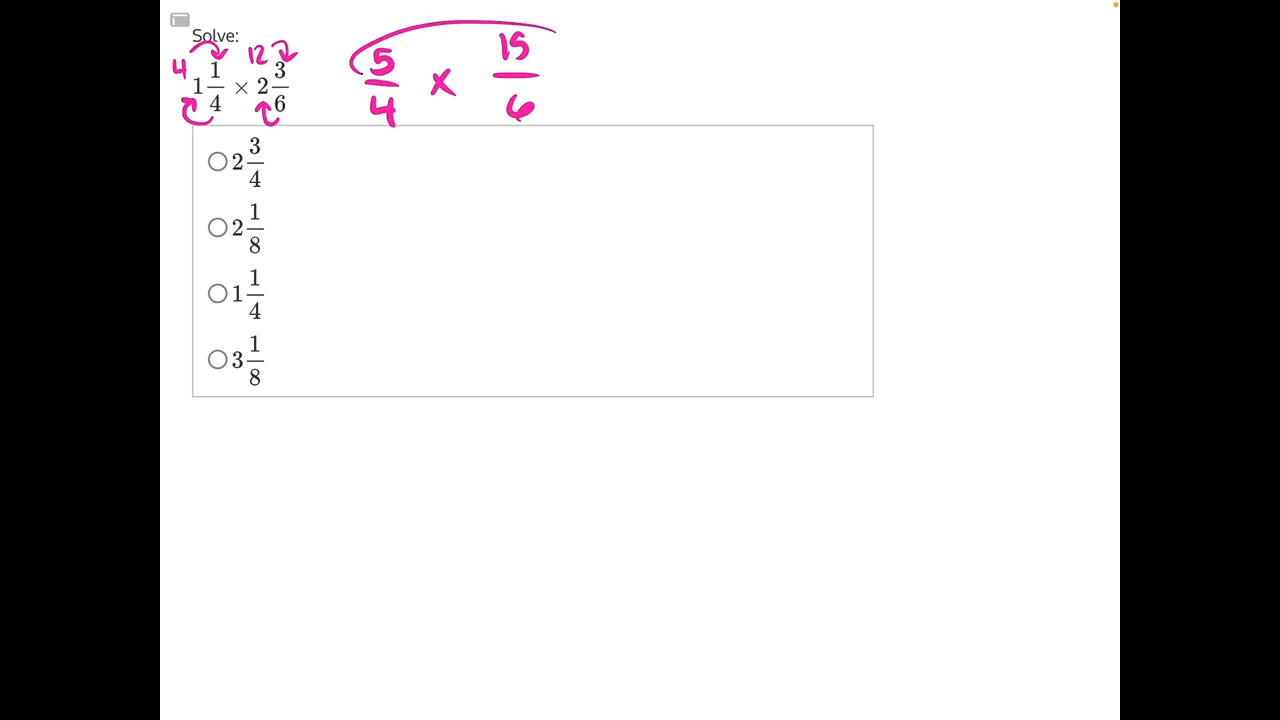 Solve:
4 1 1/4 × 12 2 3/6
5/4 x 15/6
2 3/4
2 1/8
1 1/4
3 1/8